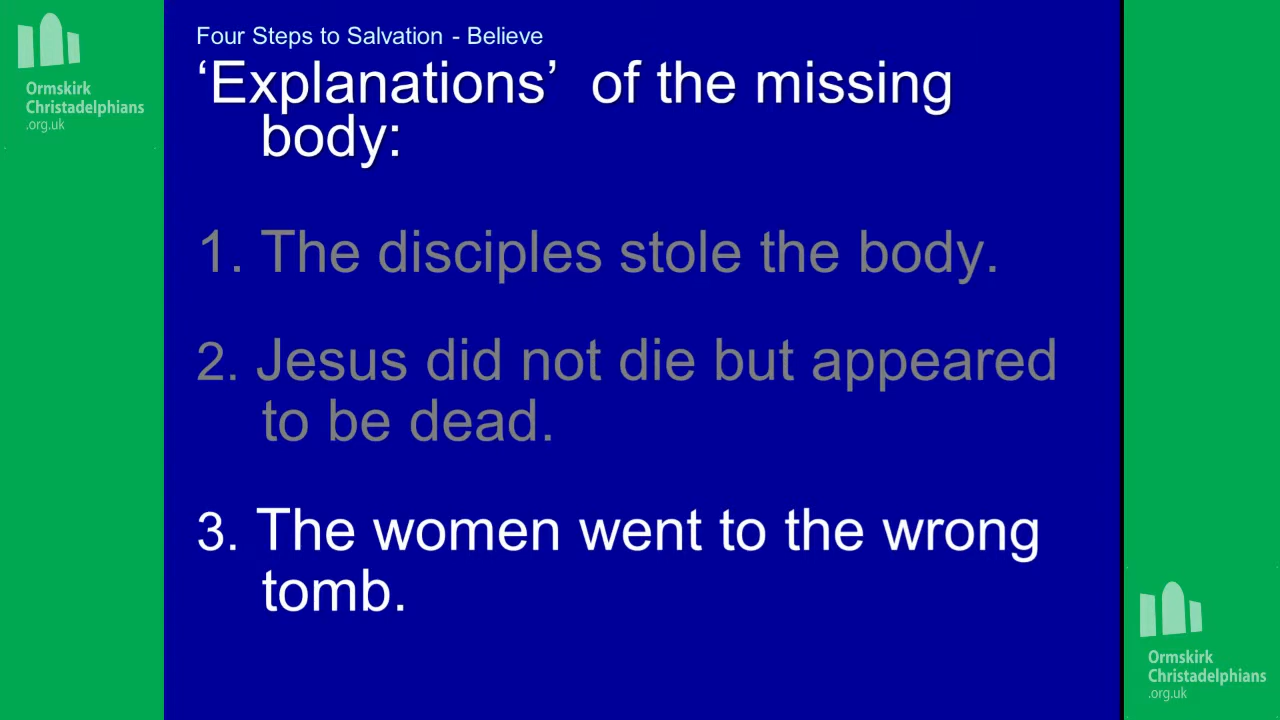 Ormskirk
Christadelphians
.org.uk
Four Steps to Salvation - Believe
‘Explanations’ of the missing
body:
1. The disciples stole the body.
2. Jesus did not die but appeared
to be dead.
3. The women went to the wrong
tomb.
Ormskirk
Christadelphians
.org.uk